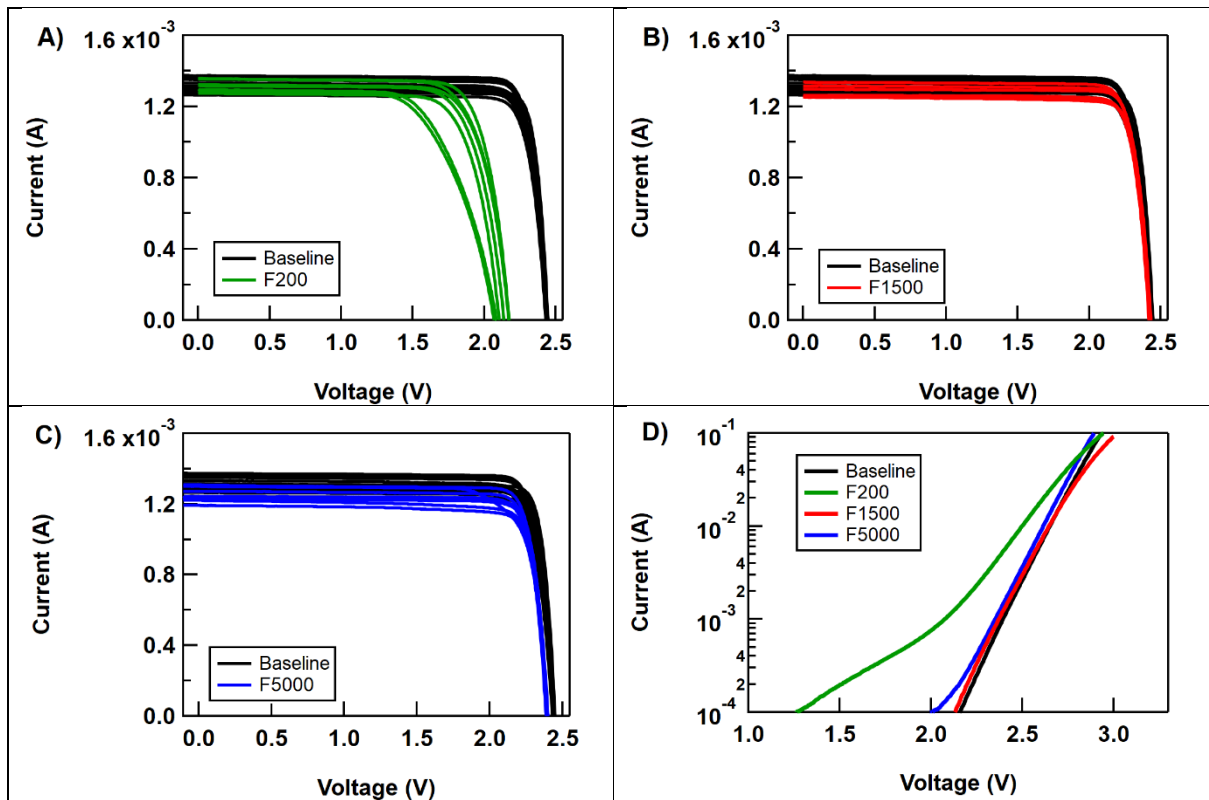 A)
1.6 x10⁻³
1.2
0.8
0.4
0.0
Current (A)
Baseline
F200
0.0 0.5 1.0 1.5 2.0 2.5
Voltage (V)
B)
1.6 x10⁻³
1.2
0.8
0.4
0.0
Current (A)
Baseline
F1500
0.0 0.5 1.0 1.5 2.0 2.5
Voltage (V)
C)
1.6 x10⁻³
1.2
0.8
0.4
0.0
Current (A)
Baseline
F5000
0.0 0.5 1.0 1.5 2.0 2.5
Voltage (V)
D)
10⁻¹
4
2
10⁻²
4
2
10⁻³
4
2
10⁻⁴
Current (A)
Baseline
F200
F1500
F5000
1.0 1.5 2.0 2.5 3.0
Voltage (V)